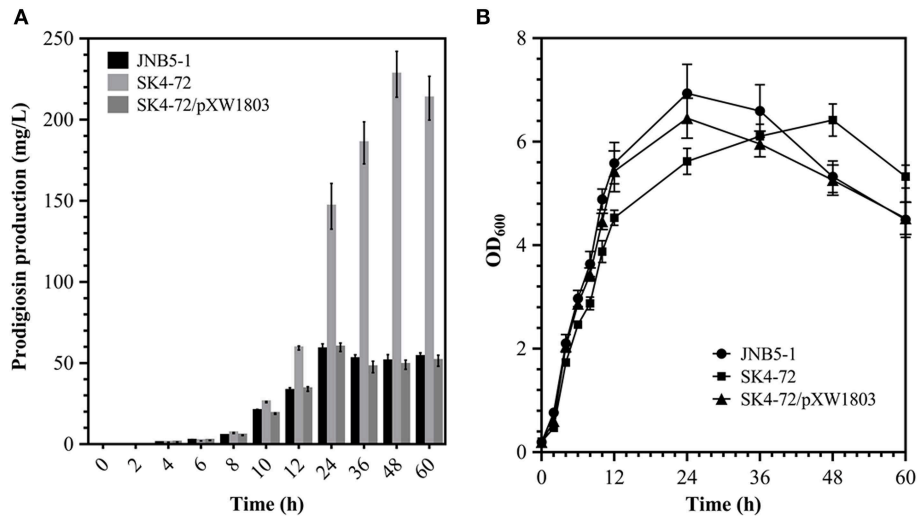 A
Prodigiosin production (mg/L)
250
200
150
100
50
0
JNB5-1
SK4-72
SK4-72/pXW1803
0 2 4 6 8 10 12 24 36 48 60
Time (h)
B
OD600
8
6
4
2
0
JNB5-1
SK4-72
SK4-72/pXW1803
0 12 24 36 48 60
Time (h)